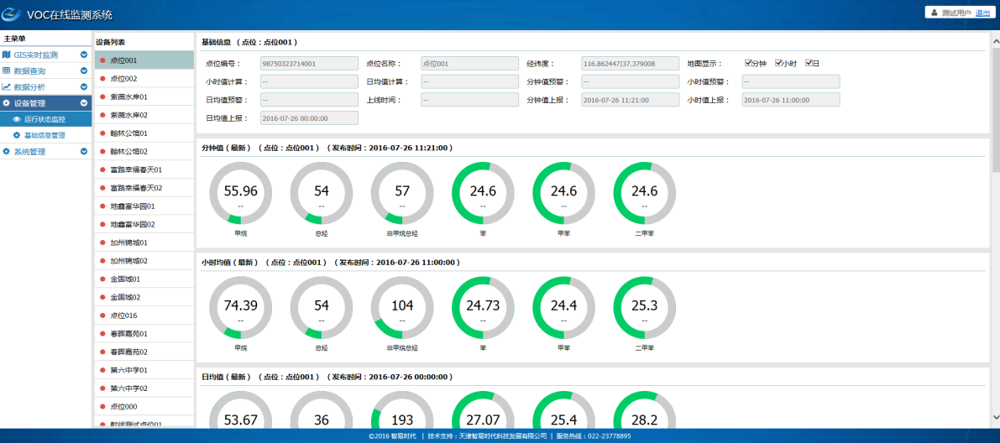 VOC在线监测系统
测试用户 退出
主菜单
GIS实时监测
数据查询
数据分析
设备管理
运行状态监控
基础信息管理
系统管理
设备列表
点位001
点位002
紫薇水岸01
紫薇水岸02
翰林公馆01
翰林公馆02
富路幸福春天01
富路幸福春天02
地鑫富华园01
地鑫富华园02
加州锦城01
加州锦城02
金国城01
金国城02
点位016
春晖嘉苑01
春晖嘉苑02
第六中学01
第六中学02
点位000
基础信息 (点位:点位001)
点位编号: 98750323714001 点位名称: 点位001 经纬度: 116.862447|37.379008 地图显示: 分钟 小时 日
小时值计算: -- 日均值计算: -- 分钟值预警: -- 小时值预警: --
日均值预警: -- 上线时间: -- 分钟值上报: 2016-07-26 11:21:00 小时值上报: 2016-07-26 11:00:00
日均值上报: 2016-07-26 00:00:00
分钟值(最新) (点位:点位001) (发布时间:2016-07-26 11:21:00)
55.96 54 57 24.6 24.6 24.6
-- -- -- -- -- --
甲烷 总烃 非甲烷总烃 苯 甲苯 二甲苯
小时均值(最新) (点位:点位001) (发布时间:2016-07-26 11:00:00)
74.39 54 104 24.73 24.4 25.3
-- -- -- -- -- --
甲烷 总烃 非甲烷总烃 苯 甲苯 二甲苯
日均值(最新) (点位:点位001) (发布时间:2016-07-26 00:00:00)
53.67 36 193 27.07 25.4 28.2
©2016 智易时代 | 技术支持:天津智易时代科技发展有限公司 | 服务热线:022-23778895